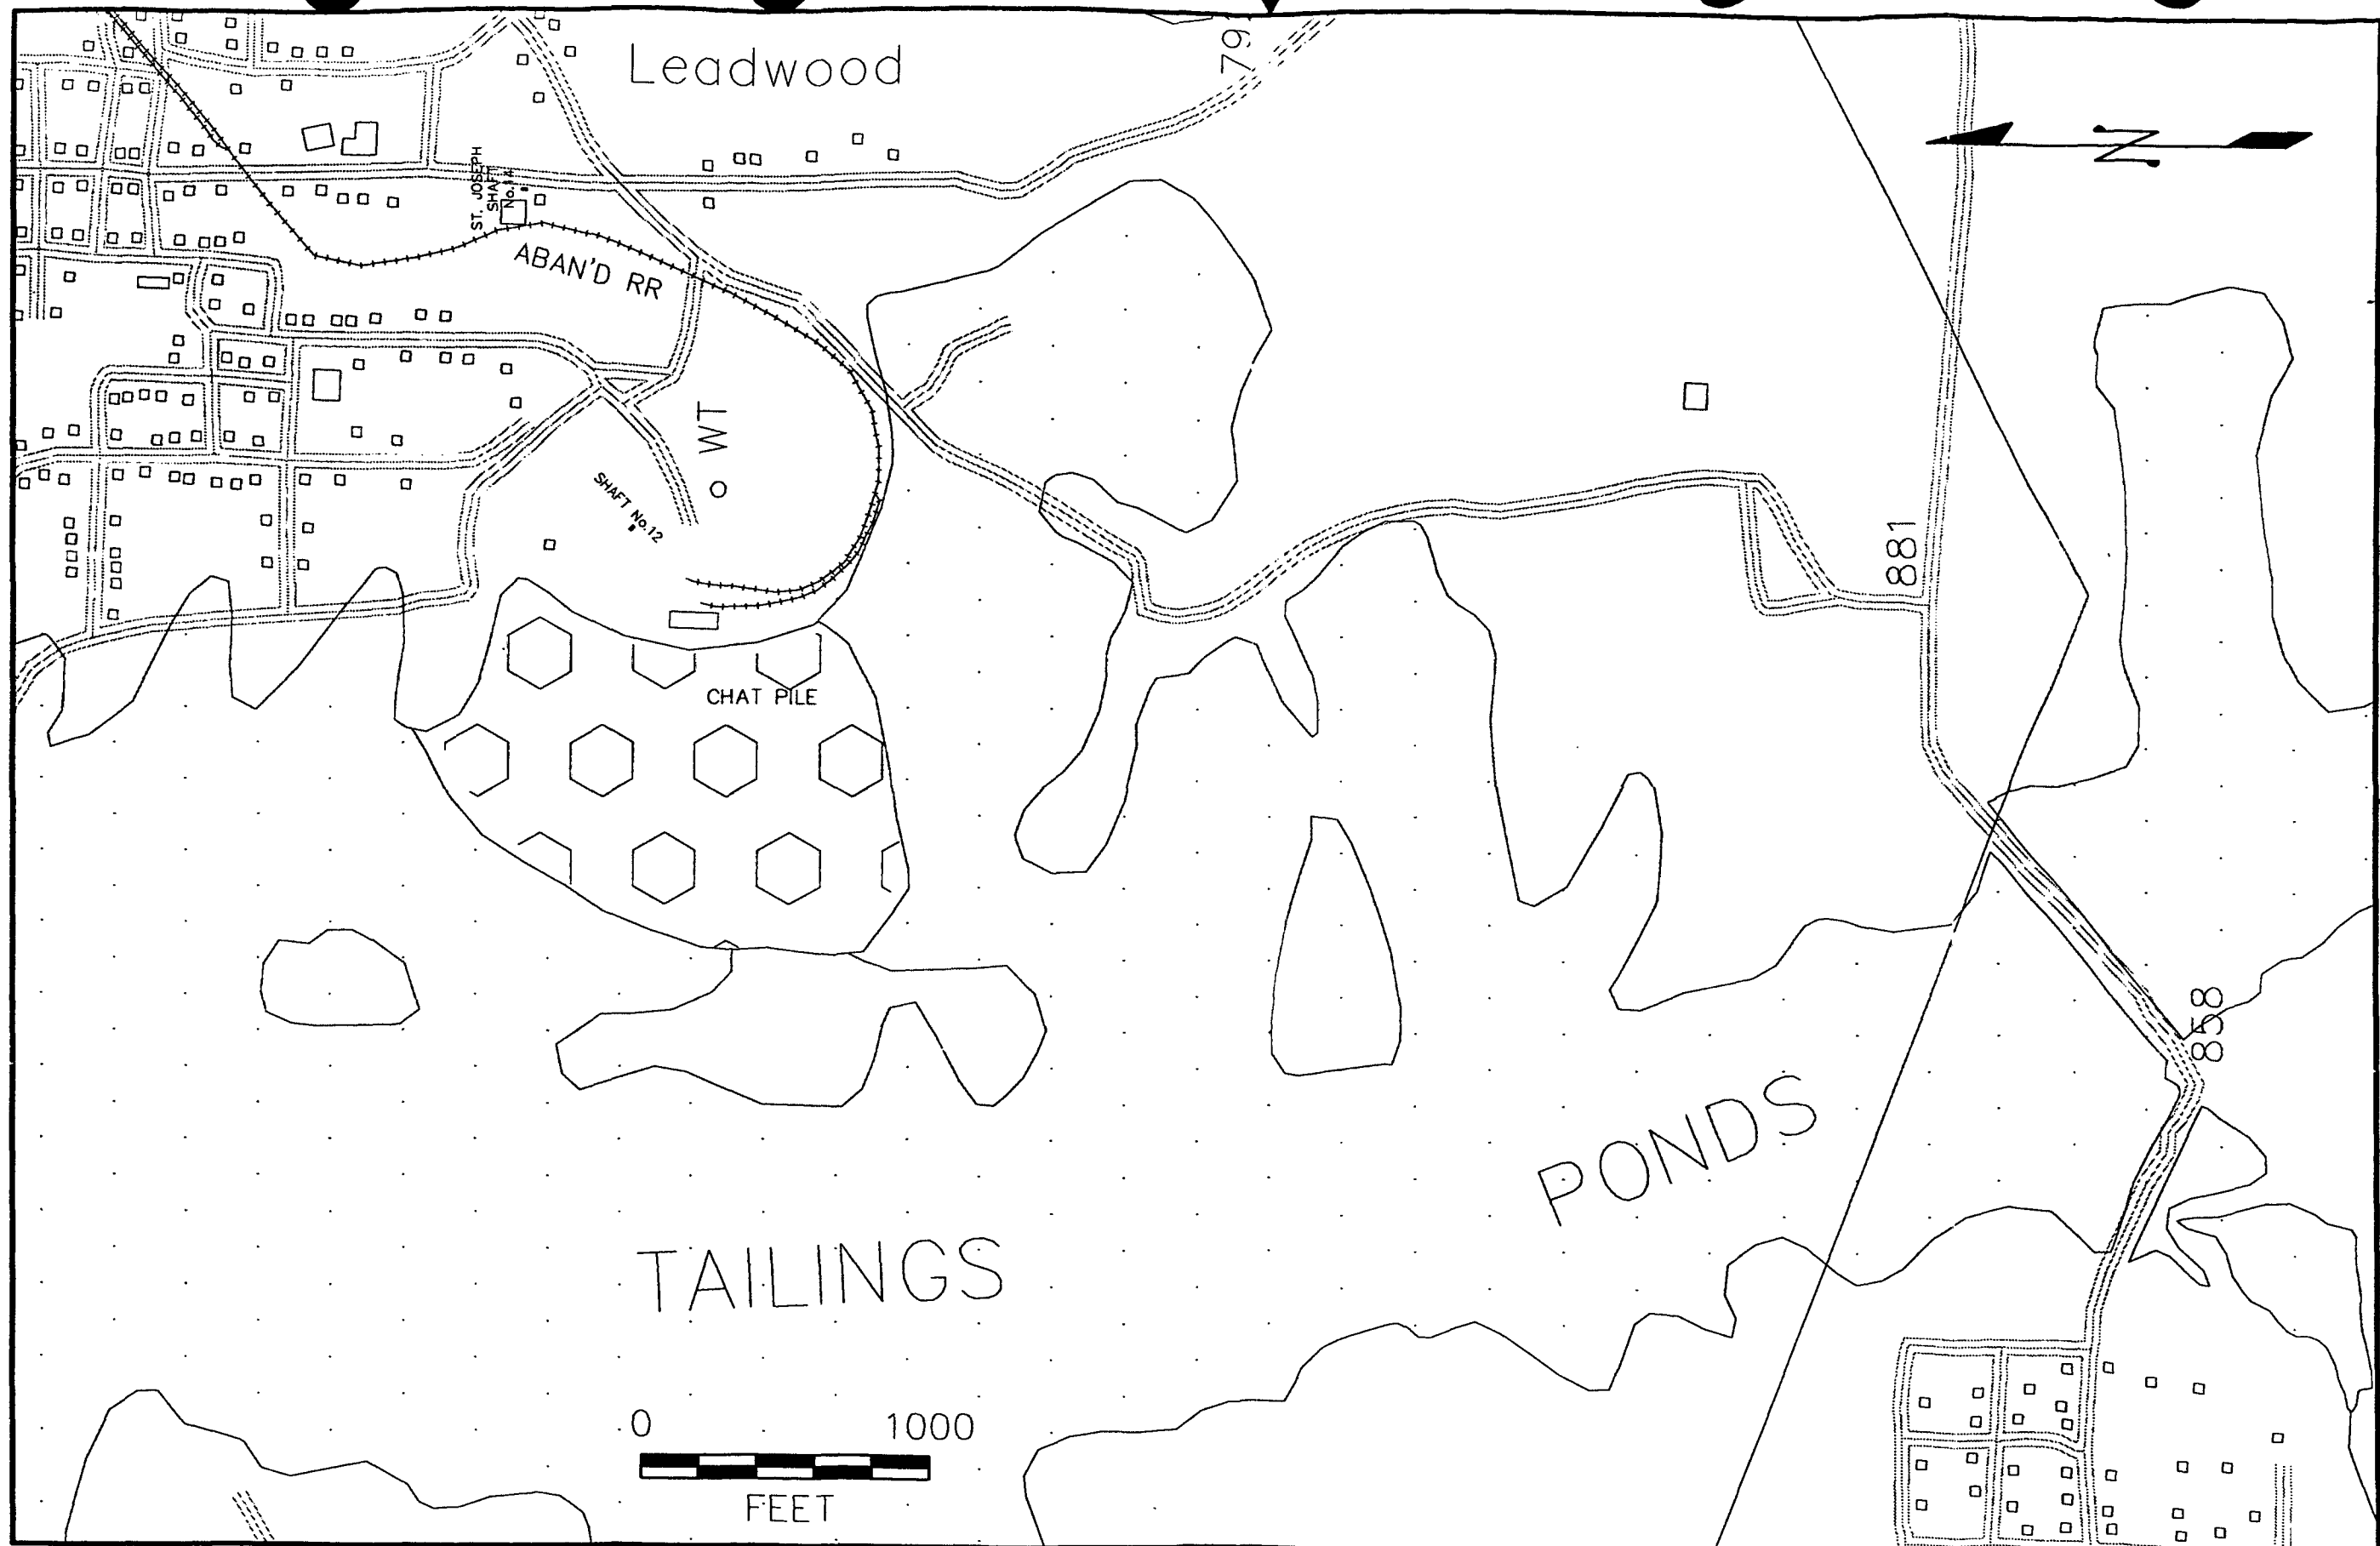 Leadwood
79
N
ST. JOSEPH
SHAFT
No.14
ABAN'D RR
WT
SHAFT No.12
881
CHAT PILE
858
PONDS
TAILINGS
0 1000
FEET